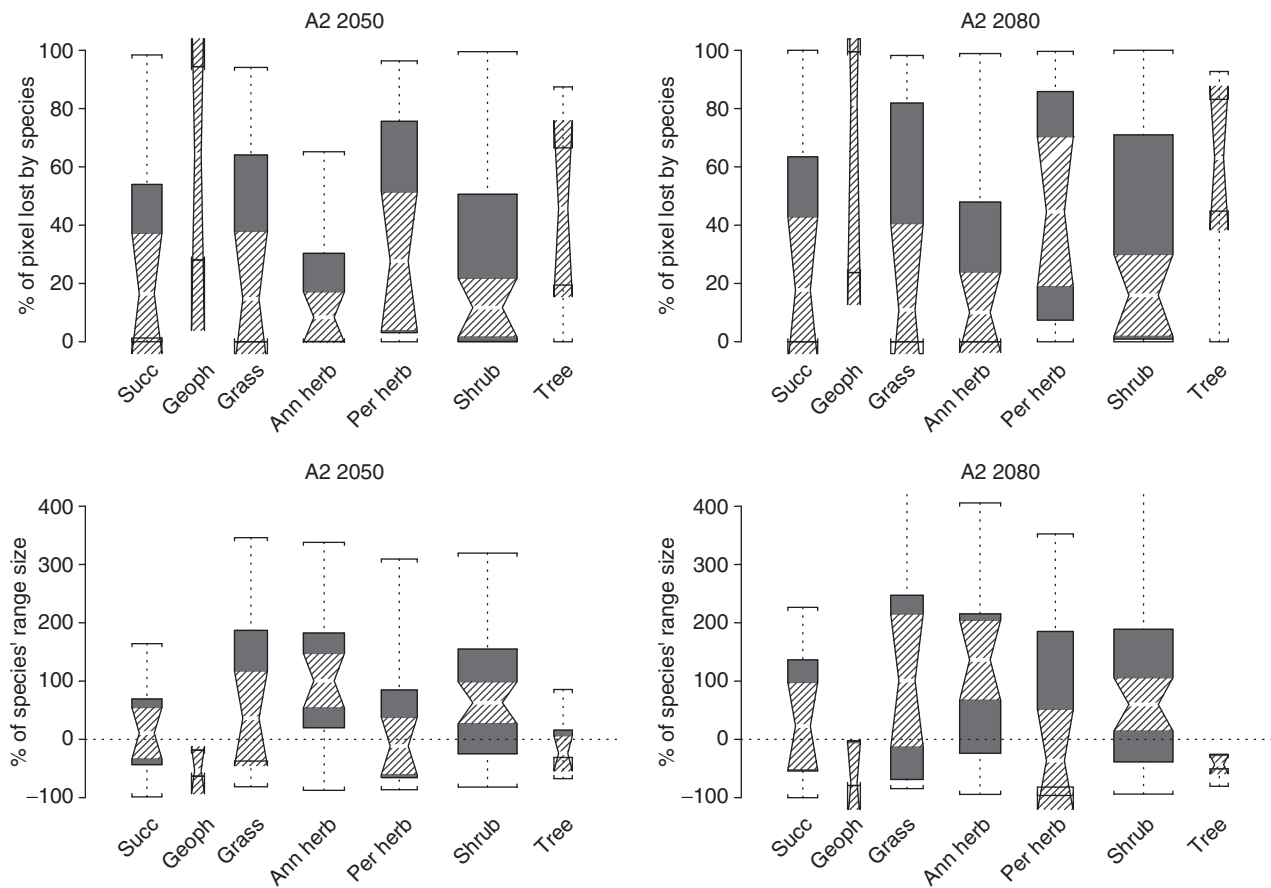 A2 2050
% of pixel lost by species
100
80
60
40
20
0
Succ
Geoph
Grass
Ann herb
Per herb
Shrub
Tree
A2 2080
% of pixel lost by species
100
80
60
40
20
0
Succ
Geoph
Grass
Ann herb
Per herb
Shrub
Tree
A2 2050
% of species' range size
400
300
200
100
0
−100
Succ
Geoph
Grass
Ann herb
Per herb
Shrub
Tree
A2 2080
% of species' range size
400
300
200
100
0
−100
Succ
Geoph
Grass
Ann herb
Per herb
Shrub
Tree